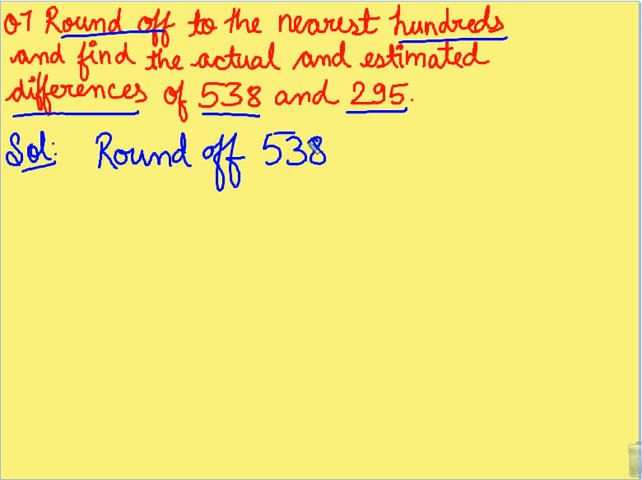 Q7 Round off to the nearest hundreds
and find the actual and estimated
differences of 538 and 295.
Sol: Round off 538